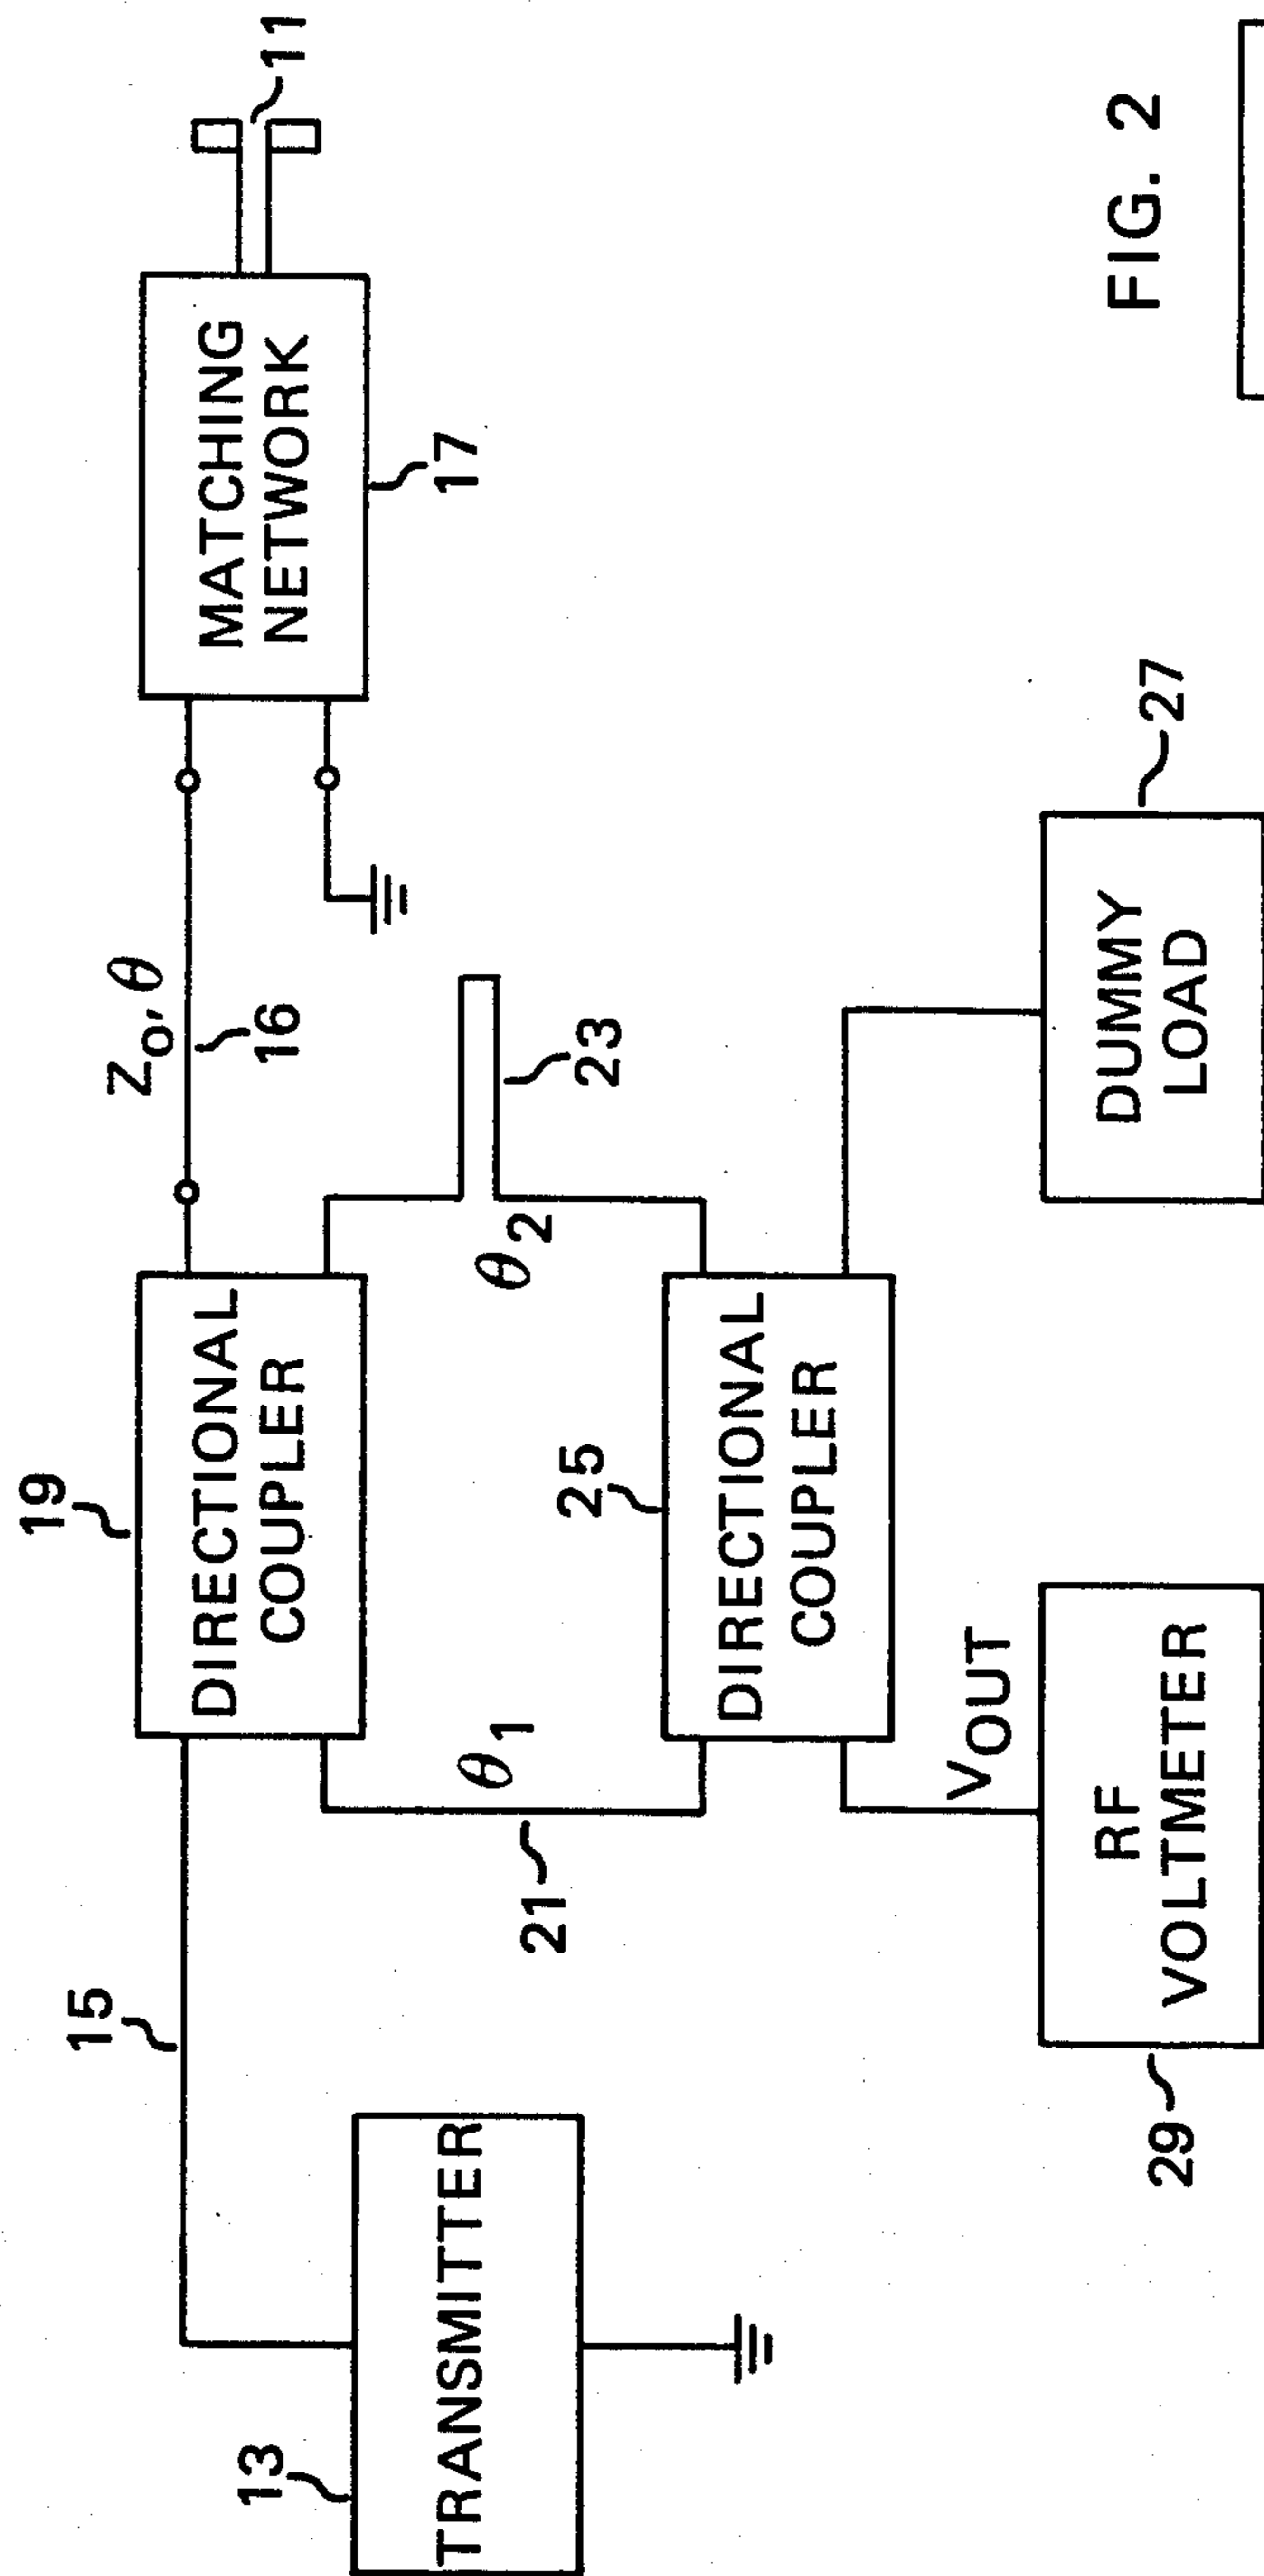 11
MATCHING
NETWORK
17
Z₀, θ
16
19
DIRECTIONAL
COUPLER
23
θ₂
15
θ₁
21
25
DIRECTIONAL
COUPLER
13
TRANSMITTER
27
DUMMY
LOAD
V_OUT
RF
VOLTMETER
29
FIG. 2